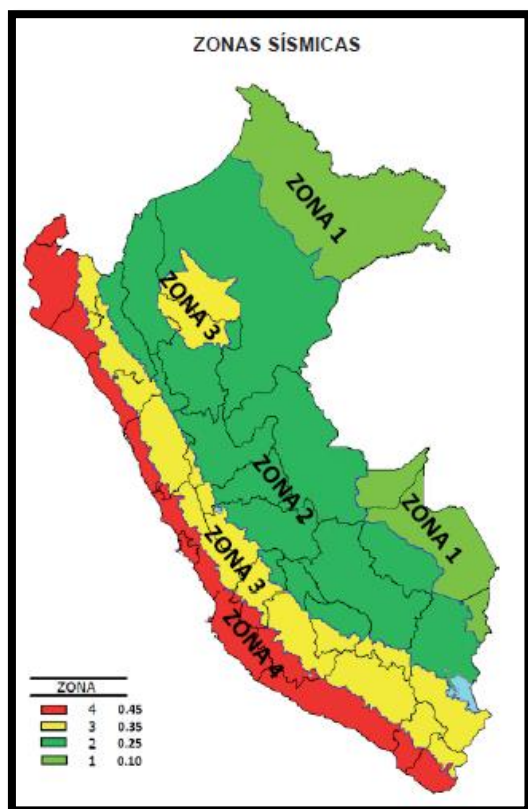 ZONAS SÍSMICAS
ZONA 1
ZONA 3
ZONA 2
ZONA 1
ZONA 3
ZONA 4
ZONA
4 0.45
3 0.35
2 0.25
1 0.10